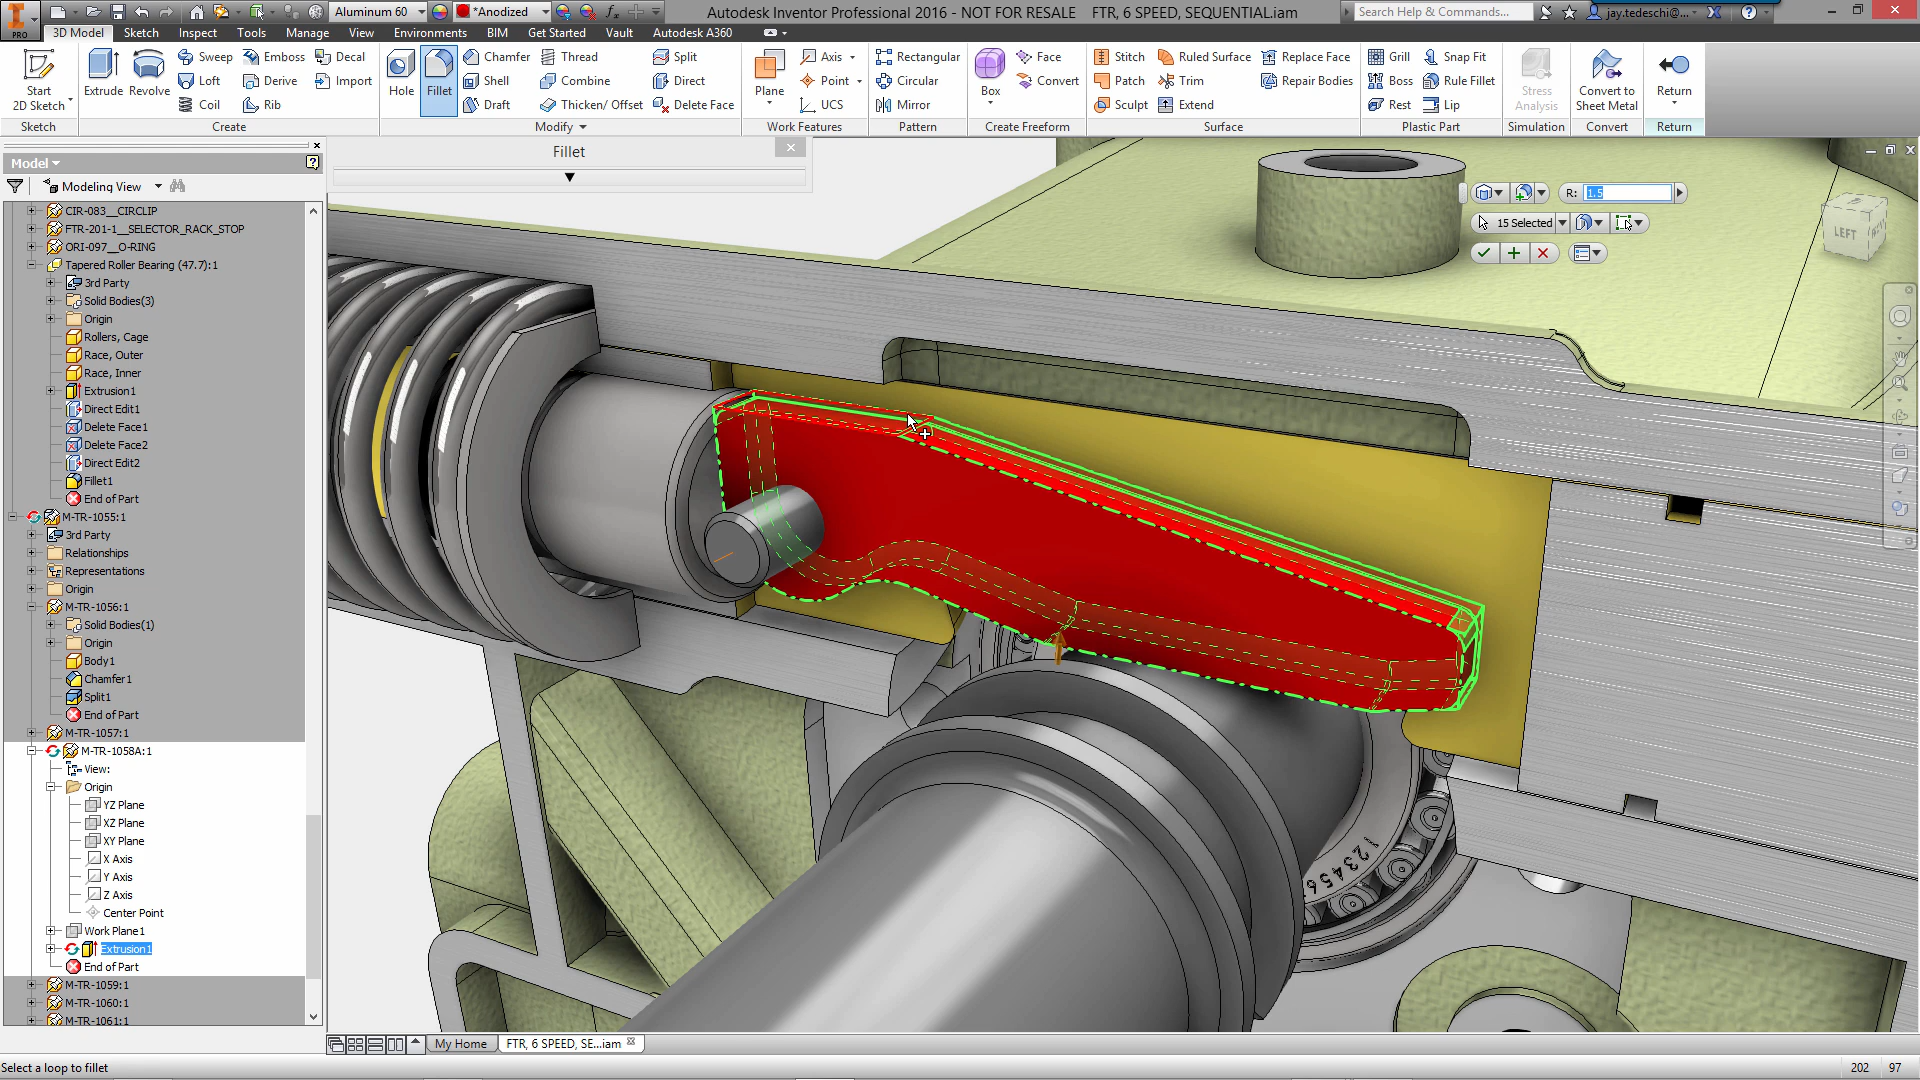 Aluminum 60
*Anodized
Autodesk Inventor Professional 2016 - NOT FOR RESALE FTR, 6 SPEED, SEQUENTIAL.iam
Search Help & Commands...
jay.tedeschi@...
PRO
3D Model Sketch Inspect Tools Manage View Environments BIM Get Started Vault Autodesk A360
Start
2D Sketch
Extrude
Revolve
Sweep
Loft
Coil
Emboss
Derive
Rib
Decal
Import
Hole
Fillet
Chamfer
Shell
Draft
Thread
Combine
Thicken/ Offset
Split
Direct
Delete Face
Plane
Axis
Point
UCS
Rectangular
Circular
Mirror
Box
Face
Convert
Stitch
Patch
Sculpt
Ruled Surface
Trim
Extend
Replace Face
Repair Bodies
Grill
Boss
Rest
Snap Fit
Rule Fillet
Lip
Stress
Analysis
Convert to
Sheet Metal
Return
Sketch Create Modify Work Features Pattern Create Freeform Surface Plastic Part Simulation Convert Return
Model
Modeling View
CIR-083__CIRCLIP
FTR-201-1__SELECTOR_RACK_STOP
ORI-097__O-RING
Tapered Roller Bearing (47.7):1
3rd Party
Solid Bodies(3)
Origin
Rollers, Cage
Race, Outer
Race, Inner
Extrusion1
Direct Edit1
Delete Face1
Delete Face2
Direct Edit2
Fillet1
End of Part
M-TR-1055:1
3rd Party
Relationships
Representations
Origin
M-TR-1056:1
Solid Bodies(1)
Origin
Body1
Chamfer1
Split1
End of Part
M-TR-1057:1
M-TR-1058A:1
View:
Origin
YZ Plane
XZ Plane
XY Plane
X Axis
Y Axis
Z Axis
Center Point
Work Plane1
Extrusion1
End of Part
M-TR-1059:1
M-TR-1060:1
M-TR-1061:1
Fillet
R: 1.5
15 Selected
LEFT
123456
My Home
FTR, 6 SPEED, SE...iam
Select a loop to fillet
202 97